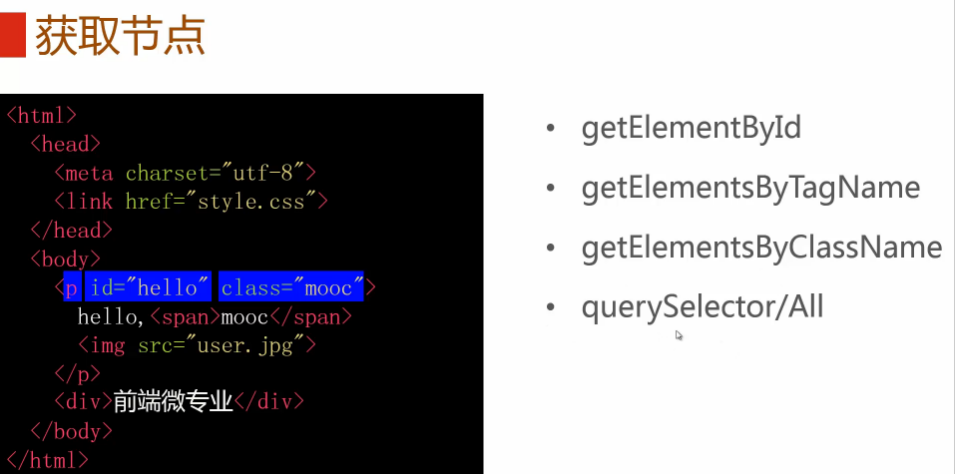 获取节点
<html>
<head>
<meta charset="utf-8">
<link href="style.css">
</head>
<body>
<p id="hello" class="mooc">
hello,<span>mooc</span>
<img src="user.jpg">
</p>
<div>前端微专业</div>
</body>
</html>
• getElementById
• getElementsByTagName
• getElementsByClassName
• querySelector/All